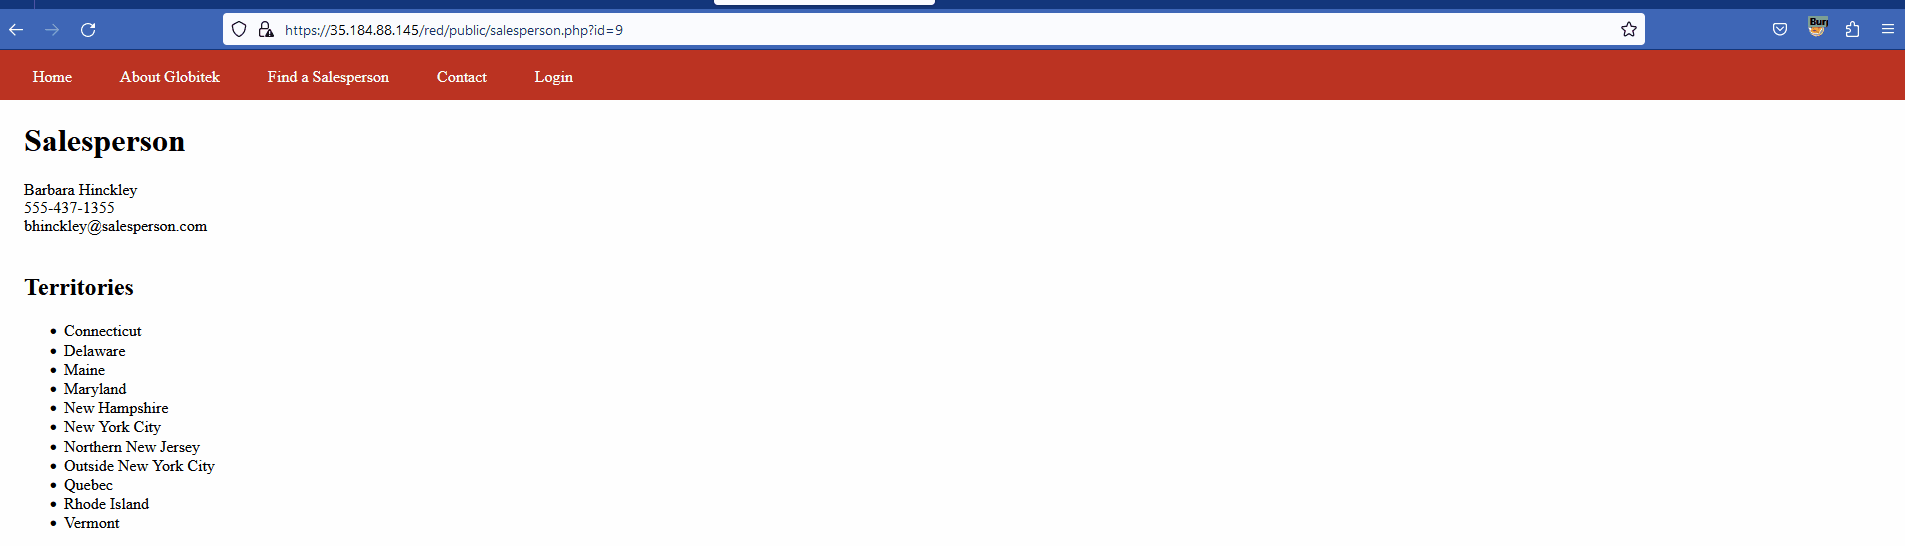 https://35.184.88.145/red/public/salesperson.php?id=9
Home About Globitek Find a Salesperson Contact Login
Salesperson
Barbara Hinckley
555-437-1355
bhinckley@salesperson.com
Territories
Connecticut
Delaware
Maine
Maryland
New Hampshire
New York City
Northern New Jersey
Outside New York City
Quebec
Rhode Island
Vermont